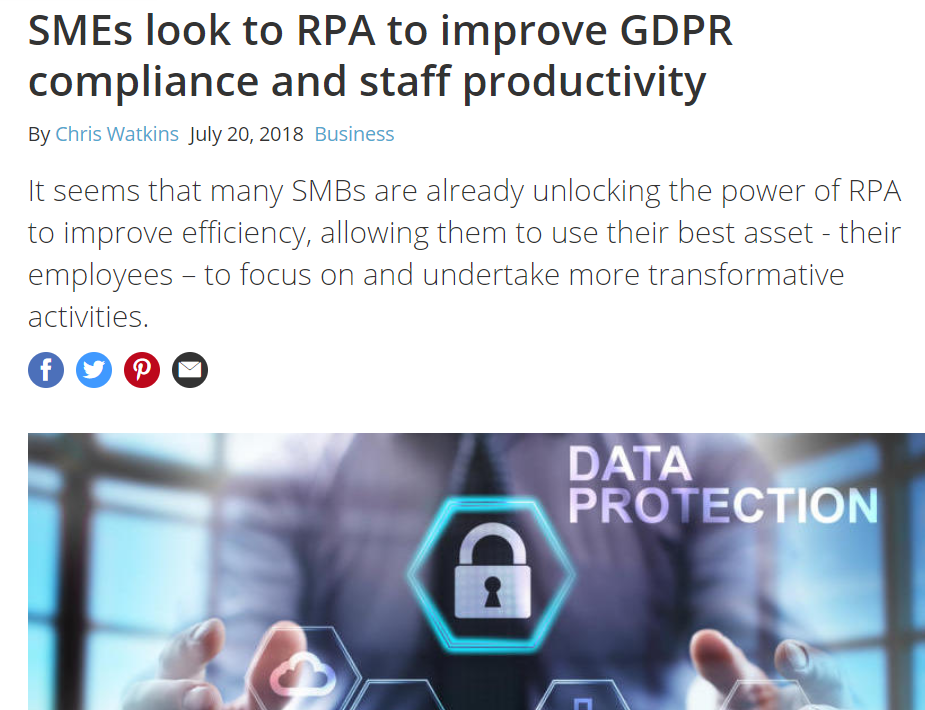 SMEs look to RPA to improve GDPR
compliance and staff productivity
By Chris Watkins July 20, 2018 Business
It seems that many SMBs are already unlocking the power of RPA
to improve efficiency, allowing them to use their best asset - their
employees – to focus on and undertake more transformative
activities.
DATA
PROTECTION